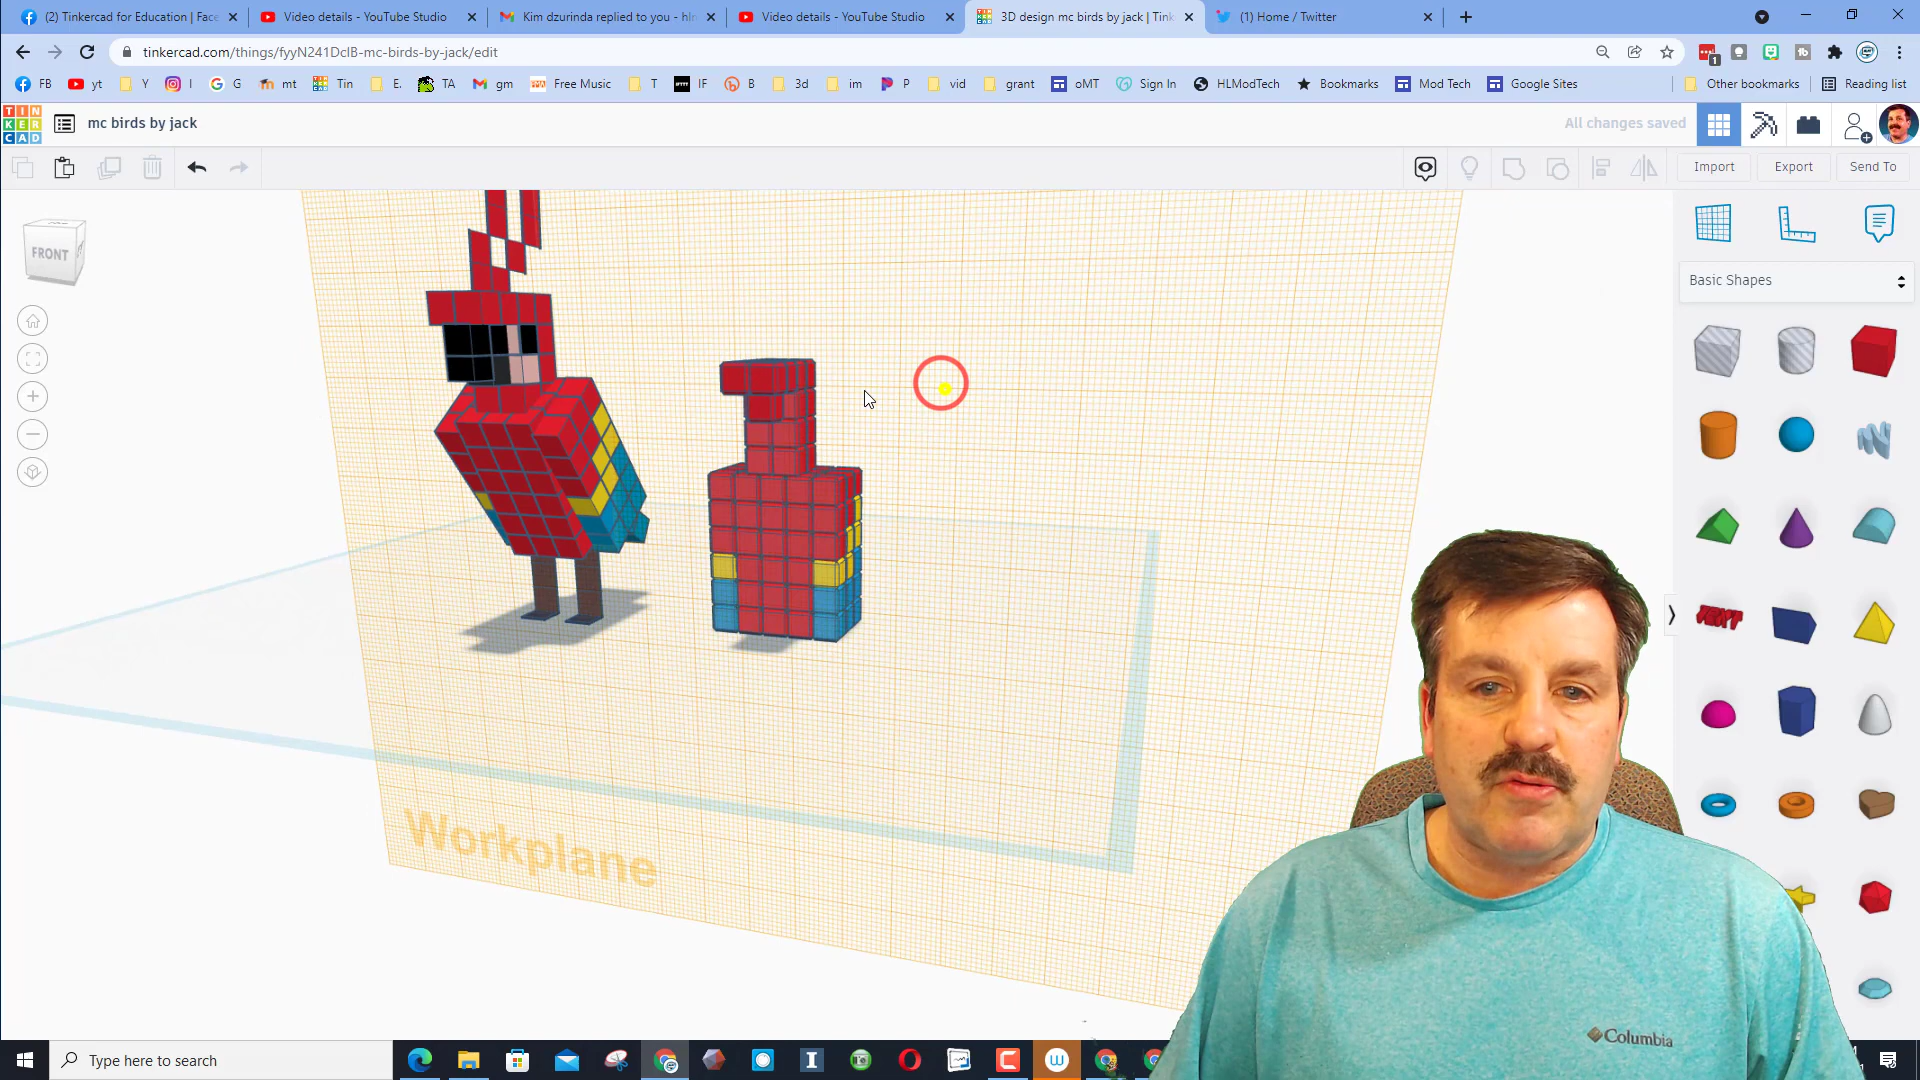 (2) Tinkercad for Education | Face
Video details - YouTube Studio
Kim dzurinda replied to you - hln
Video details - YouTube Studio
3D design mc birds by jack | Tink
(1) Home / Twitter
tinkercad.com/things/fyyN241DclB-mc-birds-by-jack/edit
1
FB
yt
Y
I
G
mt
Tin
E.
TA
gm
Free Music
T
IF
B
3d
im
P
vid
grant
oMT
Sign In
HLModTech
Bookmarks
Mod Tech
Google Sites
Other bookmarks
Reading list
TIN
KER
CAD
mc birds by jack
All changes saved
Import
Export
Send To
FRONT
Basic Shapes
TEXT
Workplane
Columbia
Type here to search